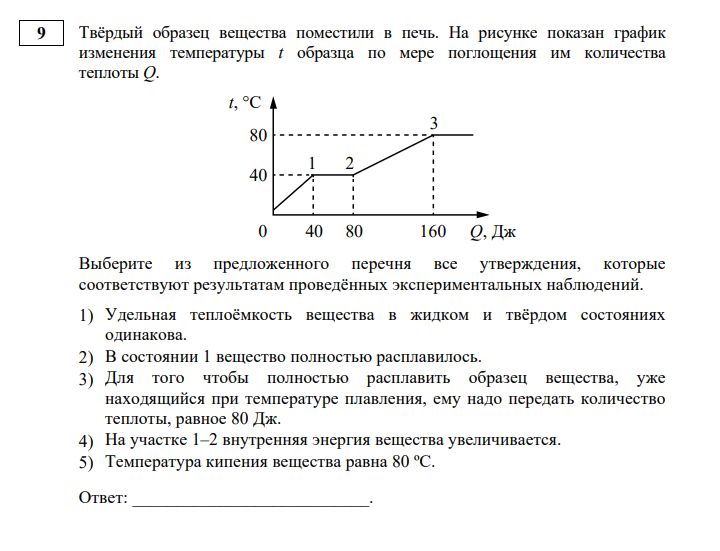 9
Твёрдый образец вещества поместили в печь. На рисунке показан график
изменения температуры t образца по мере поглощения им количества
теплоты Q.
t, °C
80
40
1
2
3
0
40
80
160
Q, Дж
Выберите из предложенного перечня все утверждения, которые
соответствуют результатам проведённых экспериментальных наблюдений.
1) Удельная теплоёмкость вещества в жидком и твёрдом состояниях
одинакова.
2) В состоянии 1 вещество полностью расплавилось.
3) Для того чтобы полностью расплавить образец вещества, уже
находящийся при температуре плавления, ему надо передать количество
теплоты, равное 80 Дж.
4) На участке 1–2 внутренняя энергия вещества увеличивается.
5) Температура кипения вещества равна 80 ºС.
Ответ: ___________________________.